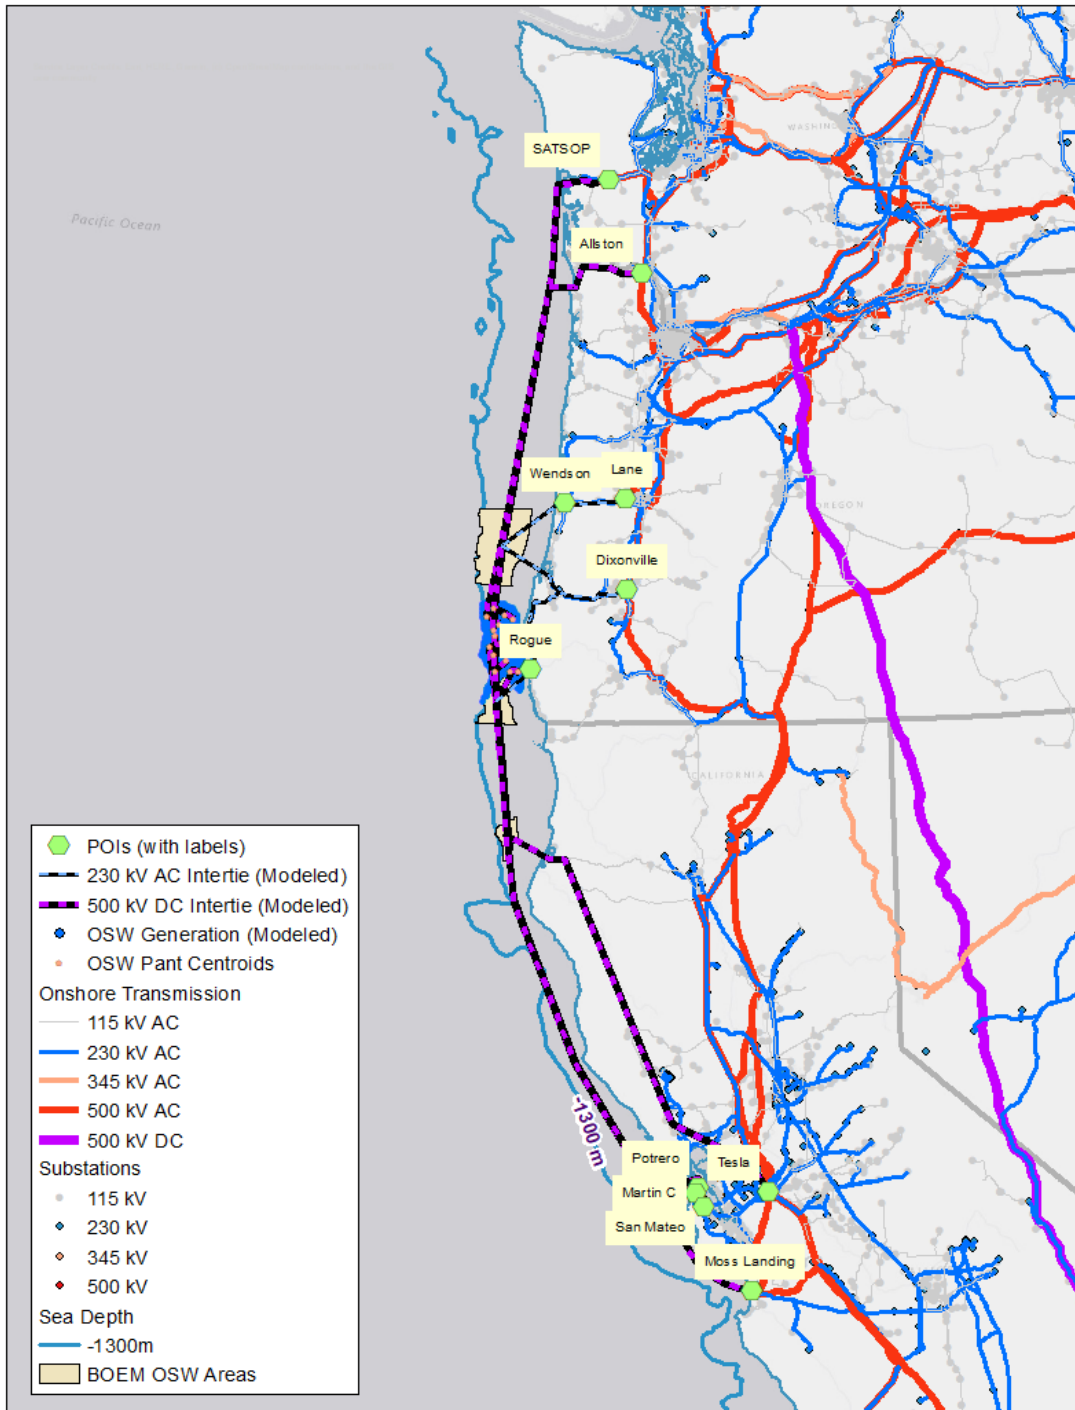 SATSOP
WASHING
Pacific Ocean
Allston
Wendson
Lane
OREGON
Dixonville
Rogue
CALIFORNIA
-1300 m
Potrero
Tesla
Martin C
San Mateo
Moss Landing
POIs (with labels)
230 kV AC Intertie (Modeled)
500 kV DC Intertie (Modeled)
OSW Generation (Modeled)
OSW Pant Centroids
Onshore Transmission
115 kV AC
230 kV AC
345 kV AC
500 kV AC
500 kV DC
Substations
115 kV
230 kV
345 kV
500 kV
Sea Depth
-1300m
BOEM OSW Areas